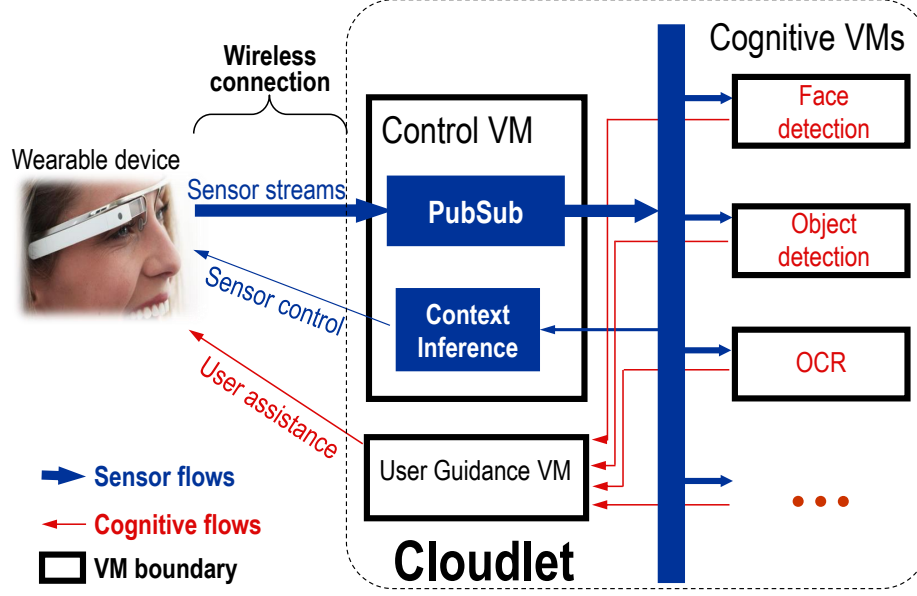 Wireless
connection
Cognitive VMs
Face
detection
Control VM
Wearable device
Sensor streams
PubSub
Object
detection
Sensor control
Context
Inference
OCR
User assistance
User Guidance VM
Sensor flows
Cognitive flows
VM boundary
Cloudlet